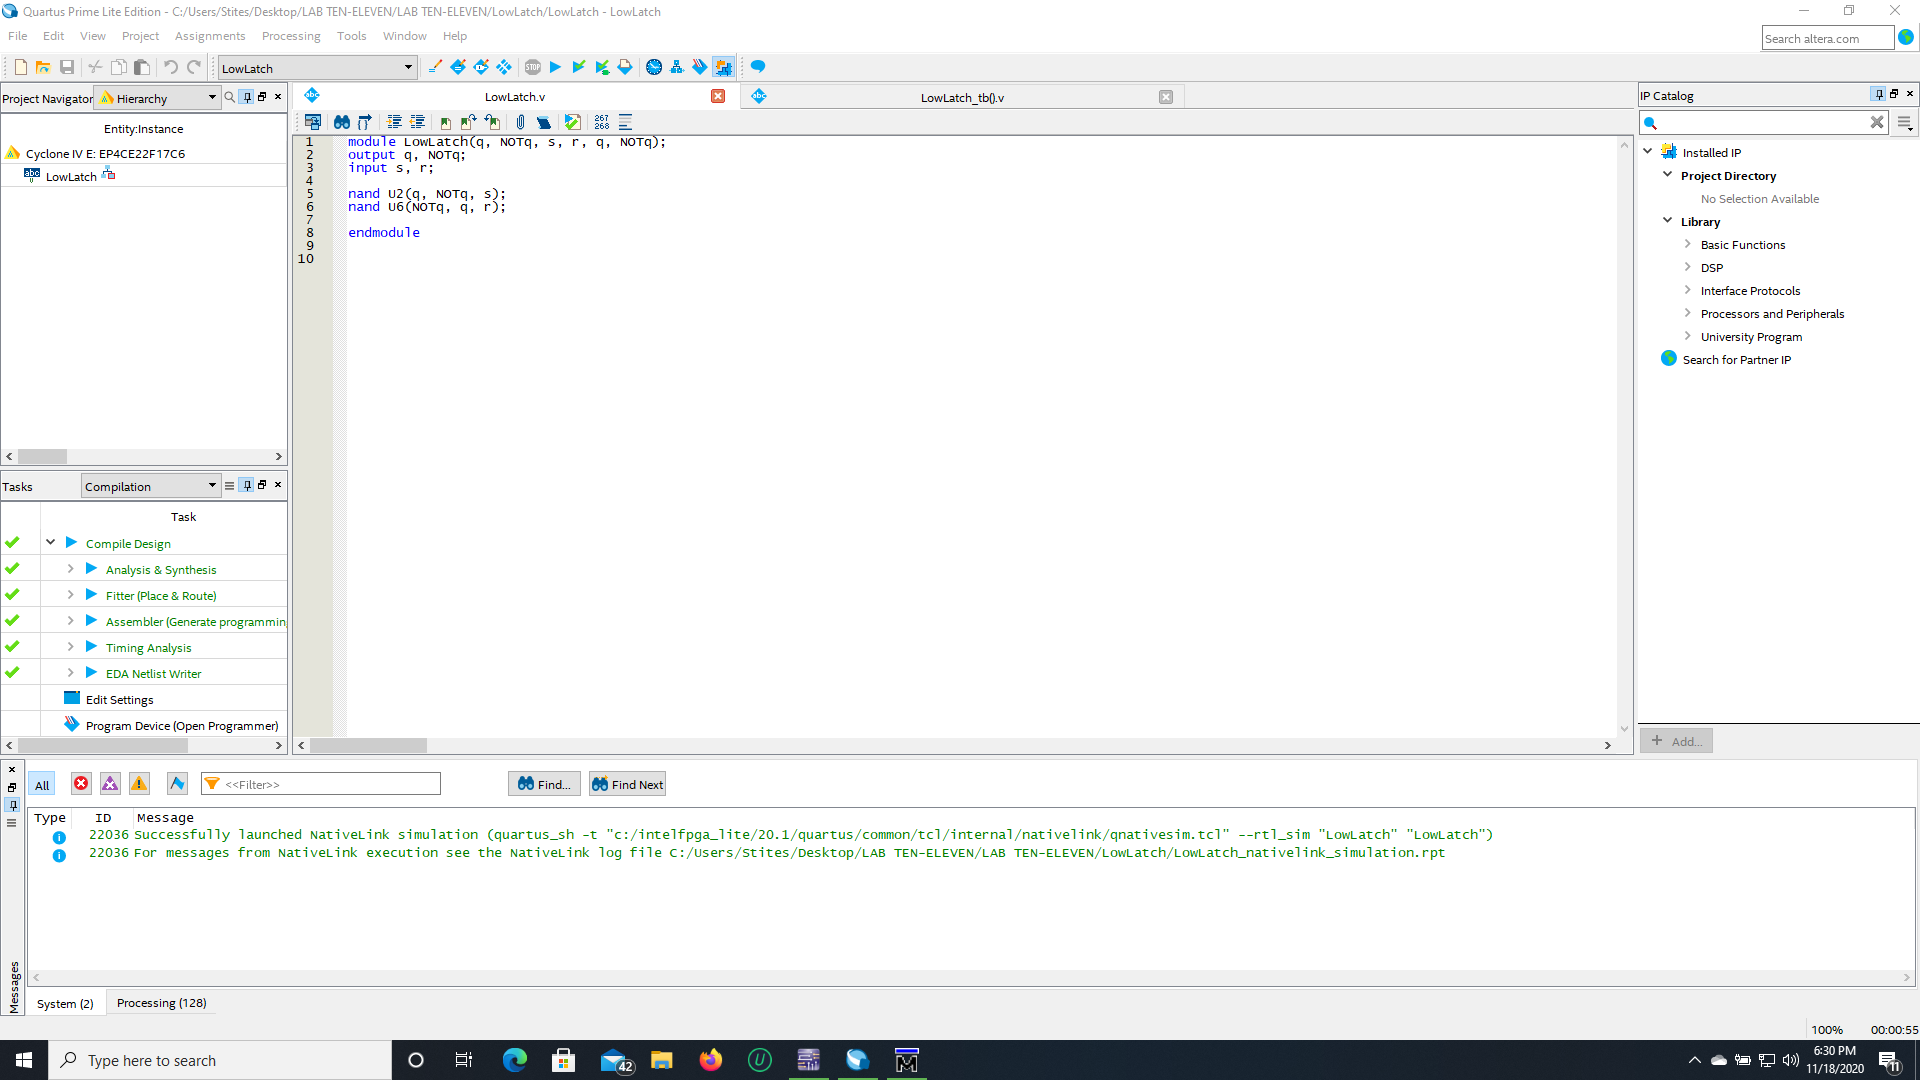 Quartus Prime Lite Edition - C:/Users/Stites/Desktop/LAB TEN-ELEVEN/LAB TEN-ELEVEN/LowLatch/LowLatch - LowLatch
File Edit View Project Assignments Processing Tools Window Help
Search altera.com
LowLatch
STOP
Project Navigator Hierarchy
Entity:Instance
Cyclone IV E: EP4CE22F17C6
abc LowLatch
Tasks Compilation
Task
Compile Design
Analysis & Synthesis
Fitter (Place & Route)
Assembler (Generate programmin
Timing Analysis
EDA Netlist Writer
Edit Settings
Program Device (Open Programmer)
abc LowLatch.v
abc LowLatch_tb().v
267
268
1 module LowLatch(q, NOTq, s, r, q, NOTq);
2 output q, NOTq;
3 input s, r;
4
5 nand U2(q, NOTq, s);
6 nand U6(NOTq, q, r);
7
8 endmodule
9
10
IP Catalog
Installed IP
Project Directory
No Selection Available
Library
Basic Functions
DSP
Interface Protocols
Processors and Peripherals
University Program
Search for Partner IP
+ Add...
All <<Filter>> Find... Find Next
Type ID Message
22036 Successfully launched NativeLink simulation (quartus_sh -t "c:/intelfpga_lite/20.1/quartus/common/tcl/internal/nativelink/qnativesim.tcl" --rtl_sim "LowLatch" "LowLatch")
22036 For messages from NativeLink execution see the NativeLink log file C:/Users/Stites/Desktop/LAB TEN-ELEVEN/LAB TEN-ELEVEN/LowLatch/LowLatch_nativelink_simulation.rpt
Messages
System (2) Processing (128)
100% 00:00:55
Type here to search
42
U
M
6:30 PM
11/18/2020
11